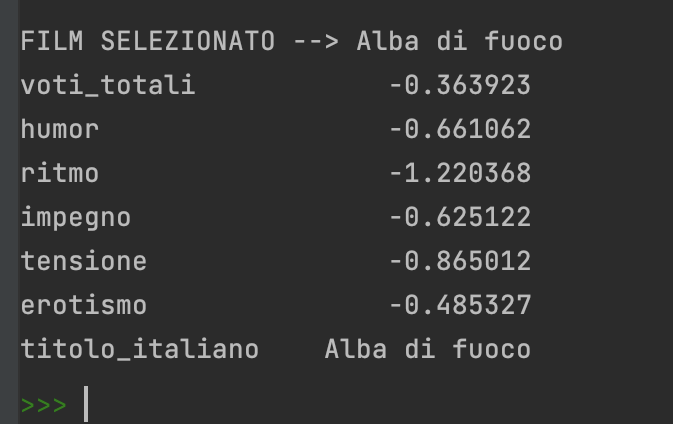 FILM SELEZIONATO --> Alba di fuoco
voti_totali -0.363923
humor -0.661062
ritmo -1.220368
impegno -0.625122
tensione -0.865012
erotismo -0.485327
titolo_italiano Alba di fuoco
>>>